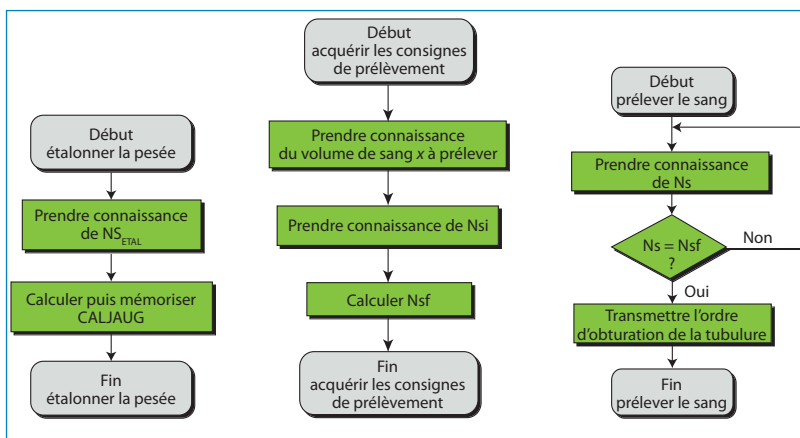 Début
étalonner la pesée
Prendre connaissance
de NS_ETAL
Calculer puis mémoriser
CALJAUG
Fin
étalonner la pesée
Début
acquérir les consignes
de prélèvement
Prendre connaissance
du volume de sang x à prélever
Prendre connaissance de Nsi
Calculer Nsf
Fin
acquérir les consignes
de prélèvement
Début
prélever le sang
Prendre connaissance
de Ns
Ns = Nsf
?
Non
Oui
Transmettre l’ordre
d’obturation de la tubulure
Fin
prélever le sang